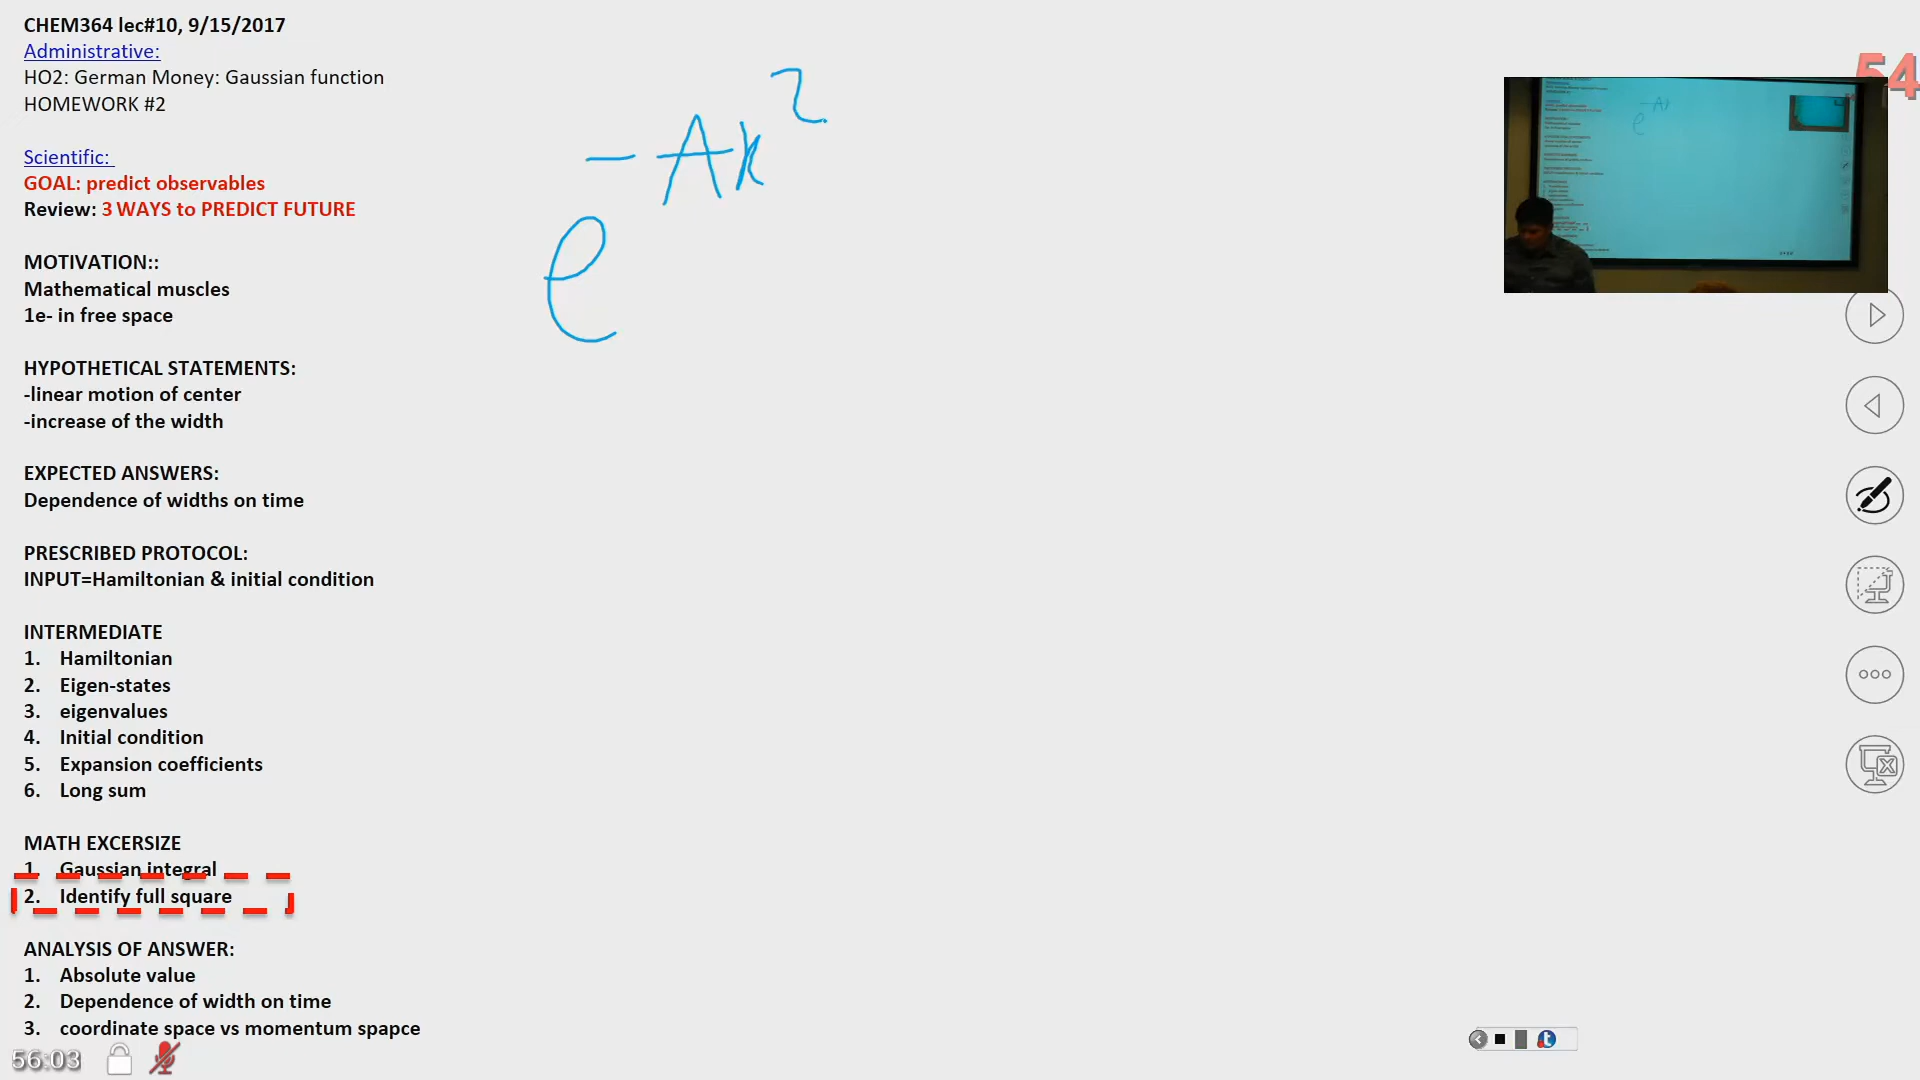 CHEM364 lec#10, 9/15/2017
Administrative:
HO2: German Money: Gaussian function
HOMEWORK #2
Scientific:
GOAL: predict observables
Review: 3 WAYS to PREDICT FUTURE
MOTIVATION::
Mathematical muscles
1e- in free space
HYPOTHETICAL STATEMENTS:
-linear motion of center
-increase of the width
EXPECTED ANSWERS:
Dependence of widths on time
PRESCRIBED PROTOCOL:
INPUT=Hamiltonian & initial condition
INTERMEDIATE
1. Hamiltonian
2. Eigen-states
3. eigenvalues
4. Initial condition
5. Expansion coefficients
6. Long sum
MATH EXCERSIZE
1. Gaussian integral
2. Identify full square
ANALYSIS OF ANSWER:
1. Absolute value
2. Dependence of width on time
3. coordinate space vs momentum spapce
56:03
e^{-Ak^2}
54